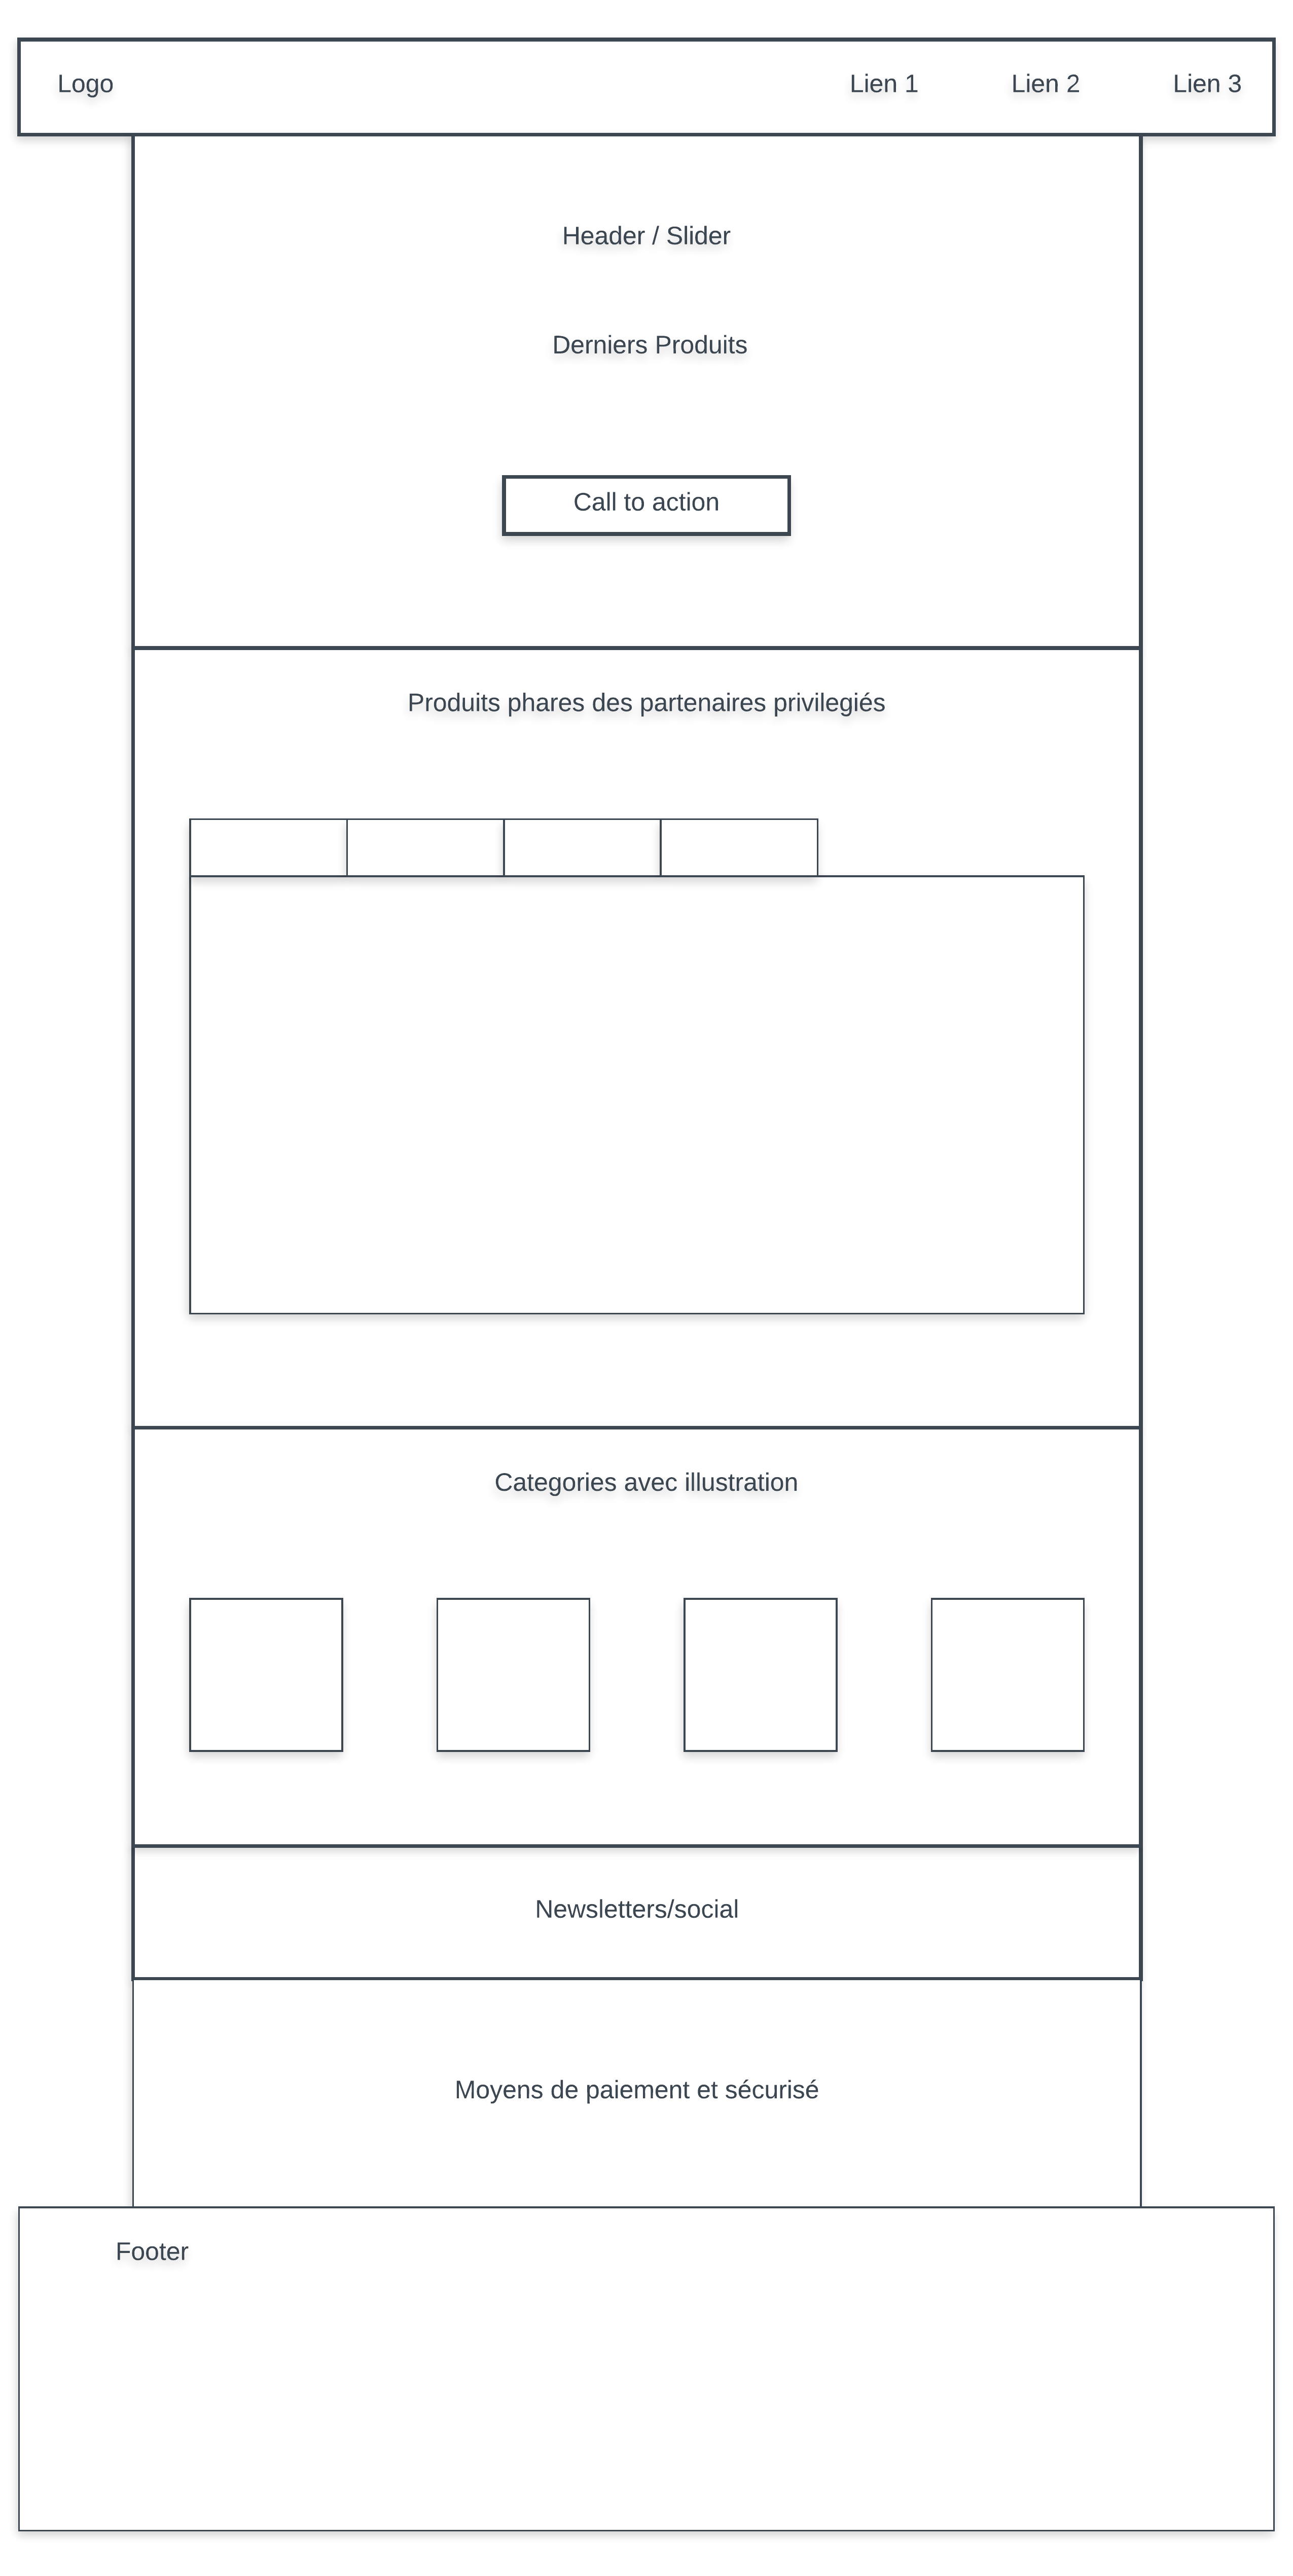 Logo
Lien 1
Lien 2
Lien 3
Header / Slider
Derniers Produits
Call to action
Produits phares des partenaires privilegiés
Categories avec illustration
Newsletters/social
Moyens de paiement et sécurisé
Footer